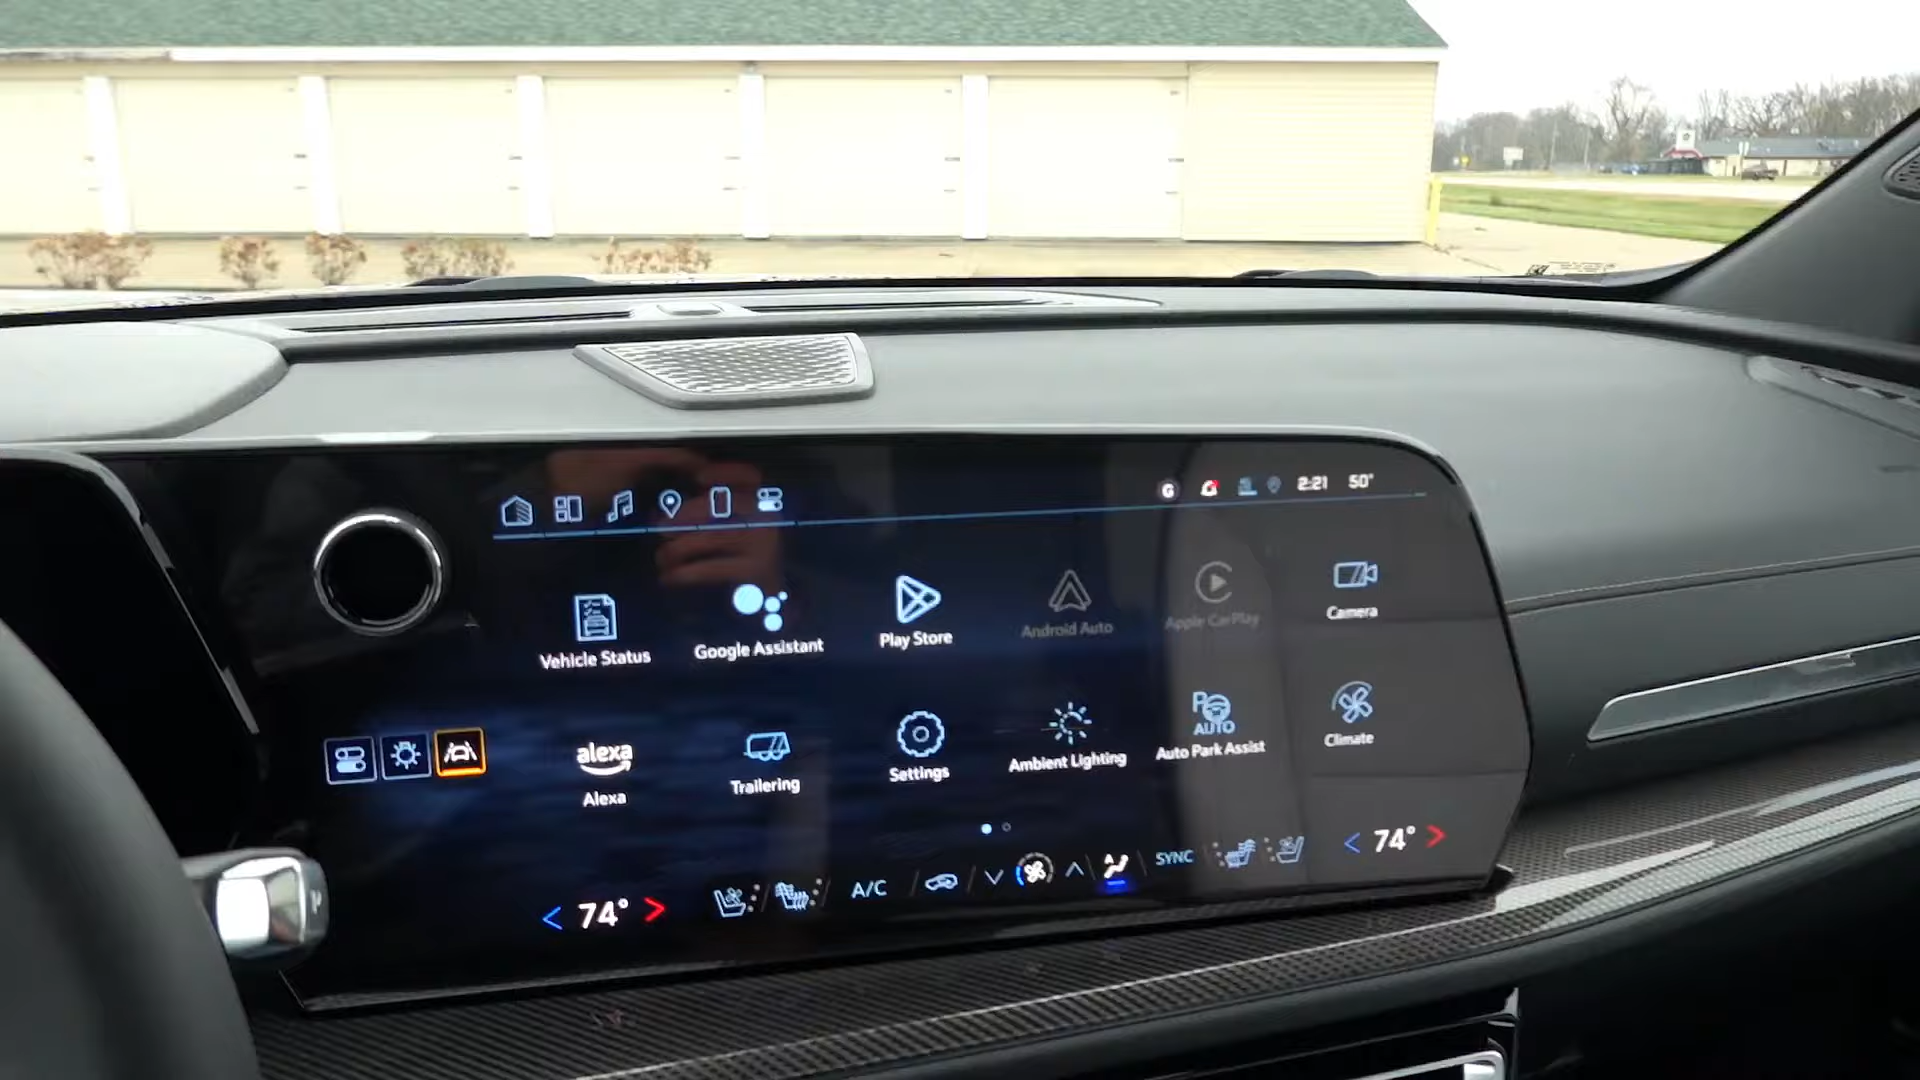 G 2:21 50°
Vehicle Status
Google Assistant
Play Store
Android Auto
Apple CarPlay
Camera
alexa
Alexa
Trailering
Settings
Ambient Lighting
P
AUTO
Auto Park Assist
Climate
< 74° >
A/C
A
SYNC
< 74° >